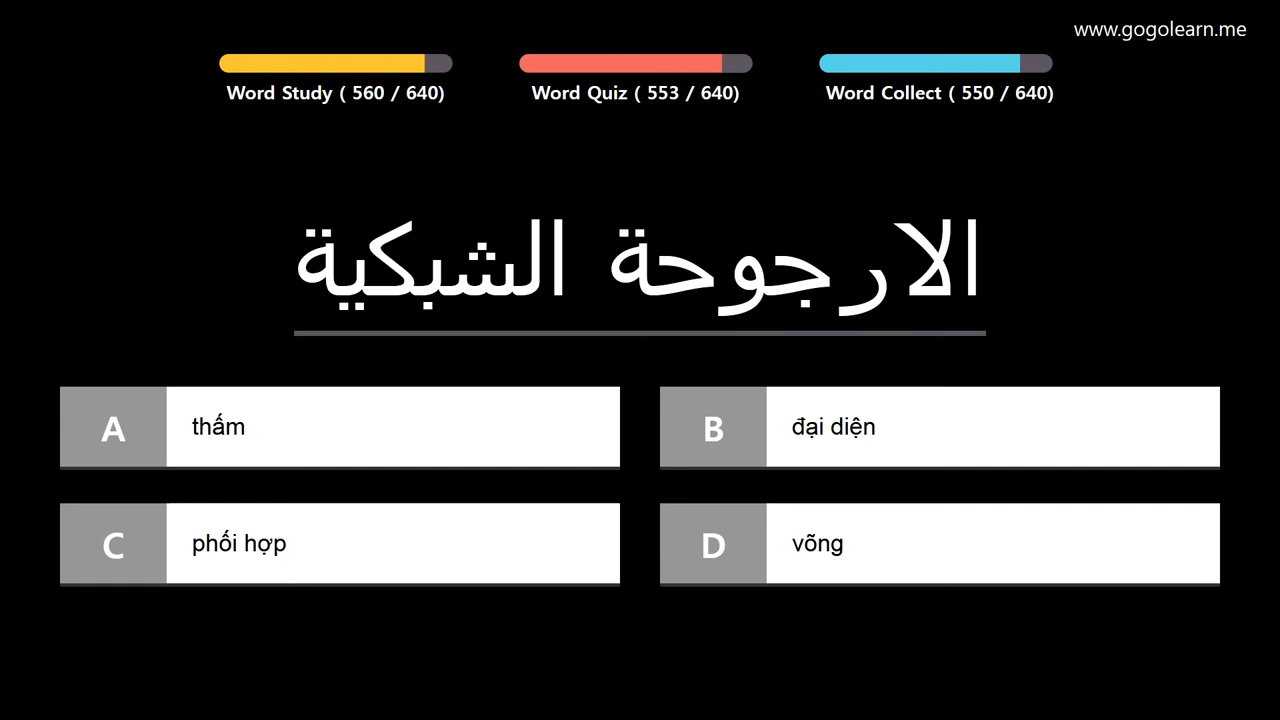 www.gogolearn.me
Word Study ( 560 / 640)
Word Quiz ( 553 / 640)
Word Collect ( 550 / 640)
الارجوحة الشبكية
A
thấm
B
đại diện
C
phối hợp
D
võng